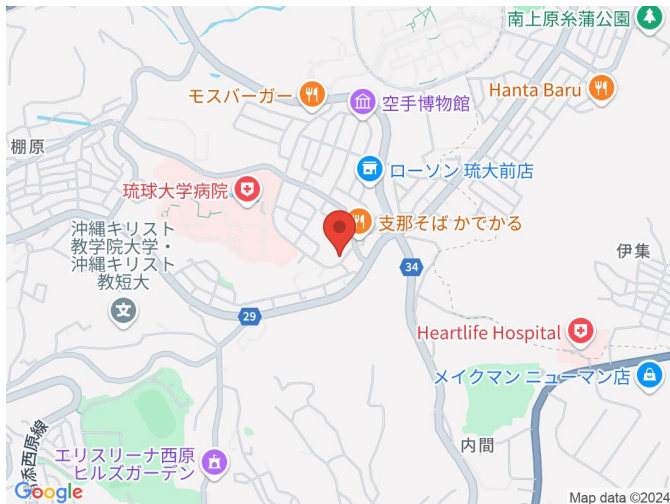 南上原糸蒲公園
モスバーガー
空手博物館
Hanta Baru
棚原
ローソン 琉大前店
琉球大学病院
支那そば かでかる
沖縄キリスト
教学院大学・
沖縄キリスト
教短大
伊集
34
29
Heartlife Hospital
メイクマン ニューマン店
内間
添西原線
エリスリーナ西原
ヒルズガーデン
Google
Map data ©2024